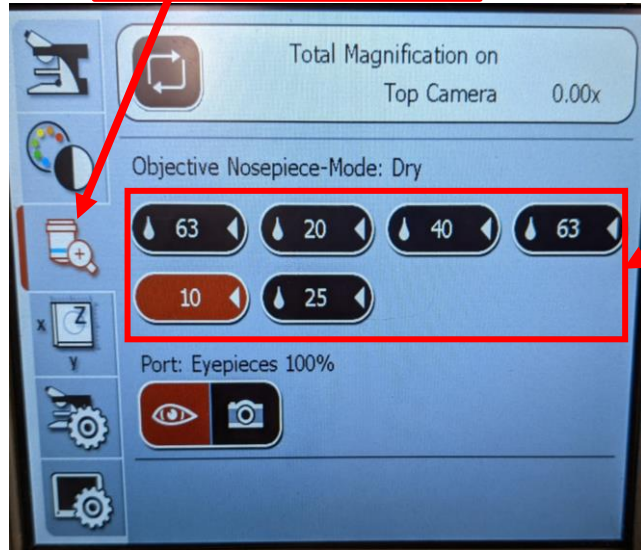 Total Magnification on
Top Camera 0.00x
Objective Nosepiece-Mode: Dry
63 20 40 63
10 25
x Z
y
Port: Eyepieces 100%